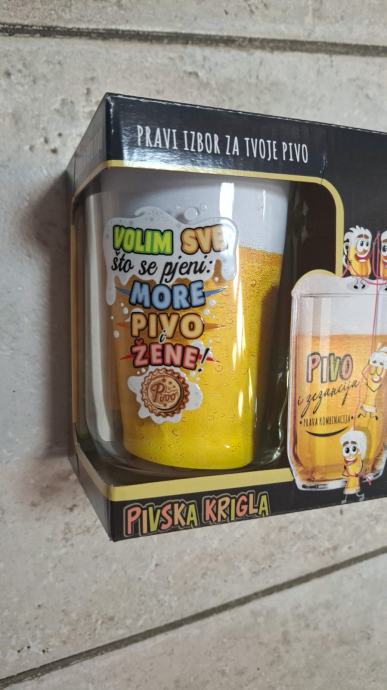 PRAVI IZBOR ZA TVOJE PIVO
VOLIM SVE
što se pjeni:
MORE
PIVO
i
ŽENE!
Pivo
PIVO
i zezancija
PRAVA KOMBINACIJA
PIVSKA KRIGLA